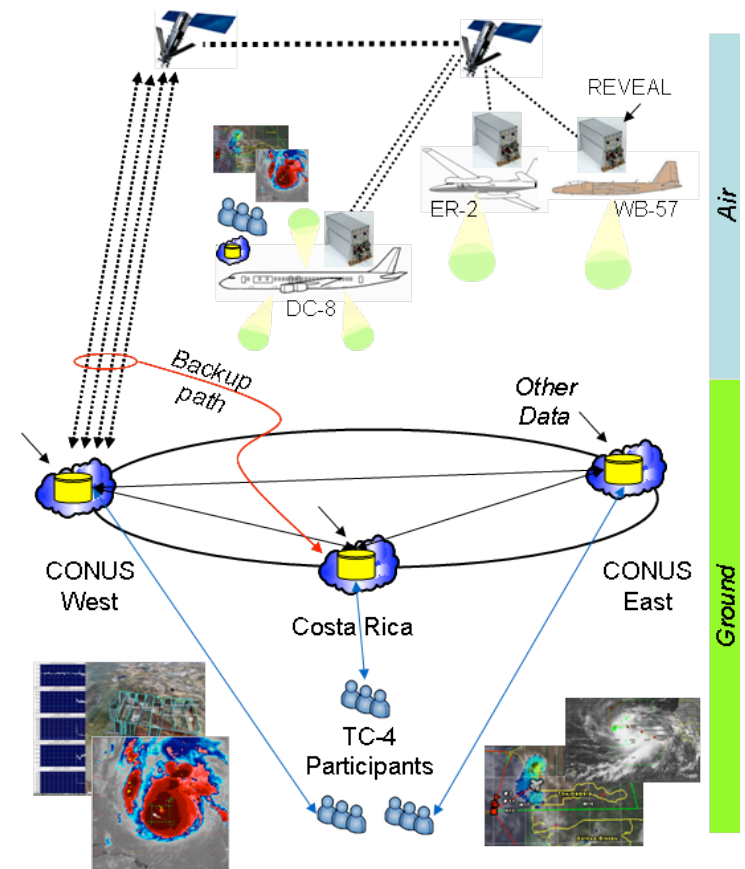 REVEAL
Air
ER-2
WB-57
DC-8
Backup
path
Other
Data
CONUS
West
Costa Rica
CONUS
East
Ground
TC-4
Participants